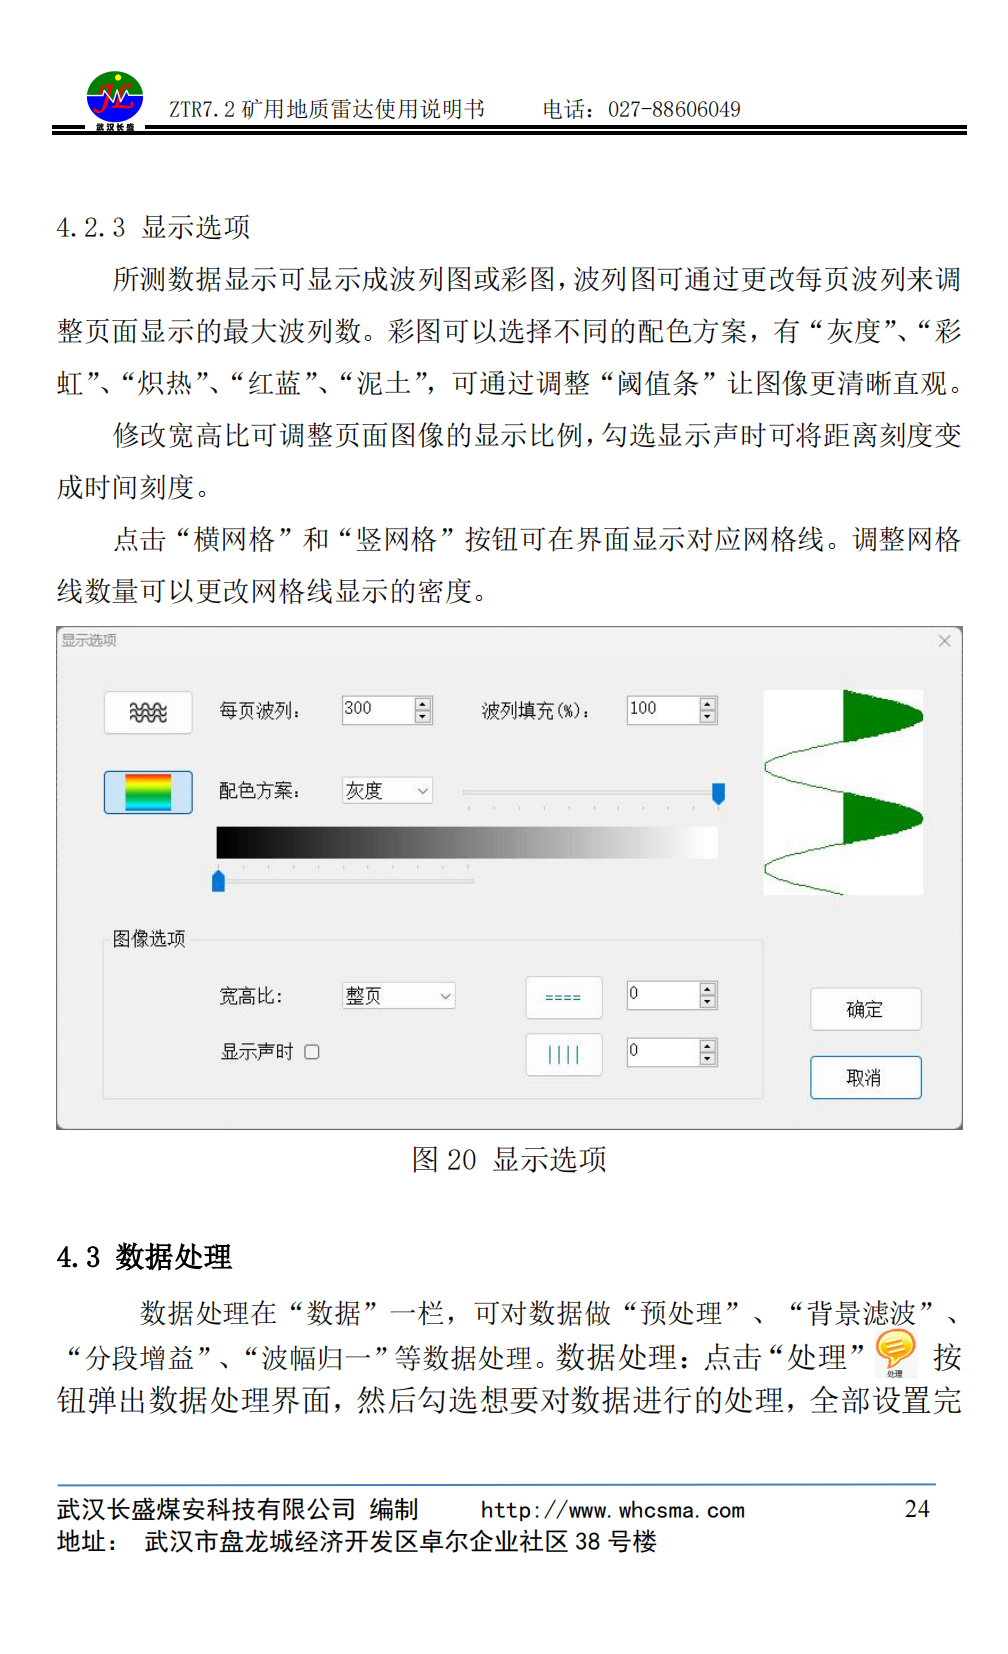 武汉长盛
ZTR7.2 矿用地质雷达使用说明书 电话：027-88606049
4.2.3 显示选项
所测数据显示可显示成波列图或彩图，波列图可通过更改每页波列来调
整页面显示的最大波列数。彩图可以选择不同的配色方案，有“灰度”、“彩
虹”、“炽热”、“红蓝”、“泥土”，可通过调整“阈值条”让图像更清晰直观。
修改宽高比可调整页面图像的显示比例，勾选显示声时可将距离刻度变
成时间刻度。
点击“横网格”和“竖网格”按钮可在界面显示对应网格线。调整网格
线数量可以更改网格线显示的密度。
显示选项
每页波列： 300 波列填充(%)： 100
配色方案： 灰度
图像选项
宽高比： 整页 0
显示声时 0
确定
取消
图 20 显示选项
4.3 数据处理
数据处理在“数据”一栏，可对数据做“预处理”、“背景滤波”、
“分段增益”、“波幅归一”等数据处理。数据处理：点击“处理” 处理 按
钮弹出数据处理界面，然后勾选想要对数据进行的处理，全部设置完
武汉长盛煤安科技有限公司 编制 http://www.whcsma.com 24
地址： 武汉市盘龙城经济开发区卓尔企业社区 38 号楼